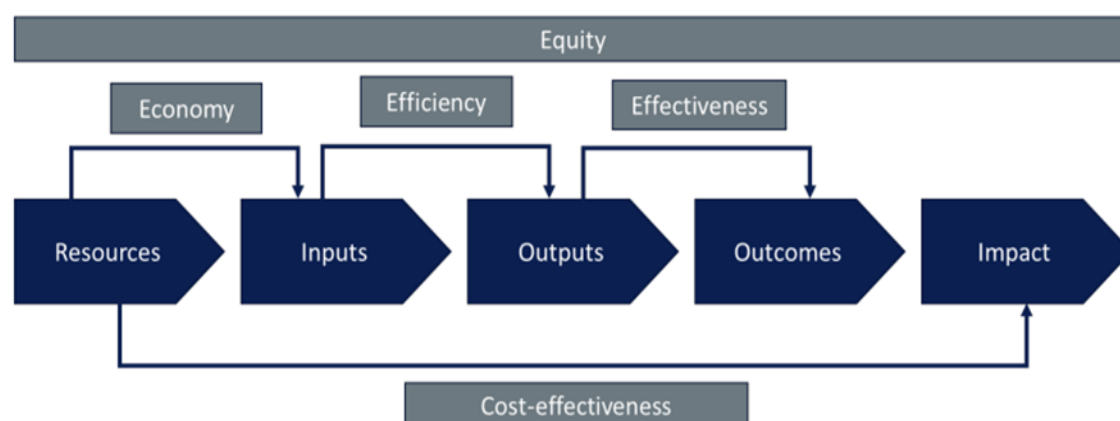 Equity
Economy
Efficiency
Effectiveness
Resources
Inputs
Outputs
Outcomes
Impact
Cost-effectiveness